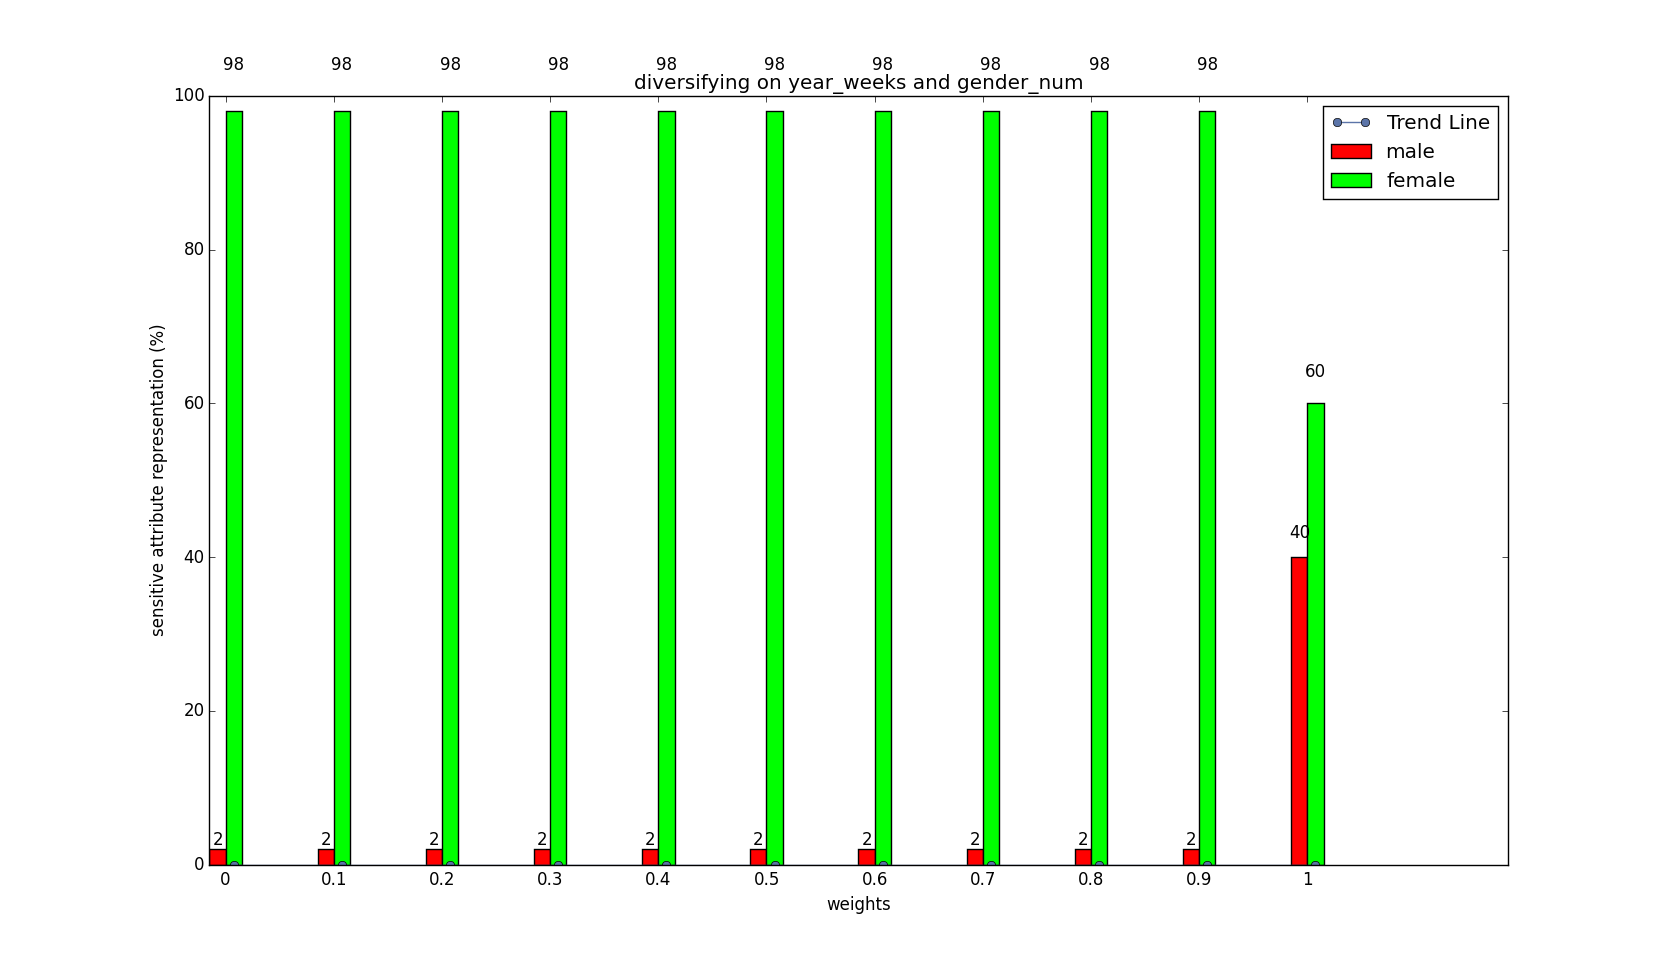 98 98 98 98 98 98 98 98 98 98
diversifying on year_weeks and gender_num
100
80
60
40
20
0
sensitive attribute representation (%)
Trend Line
male
female
60
40
2 2 2 2 2 2 2 2 2 2
0 0.1 0.2 0.3 0.4 0.5 0.6 0.7 0.8 0.9 1
weights